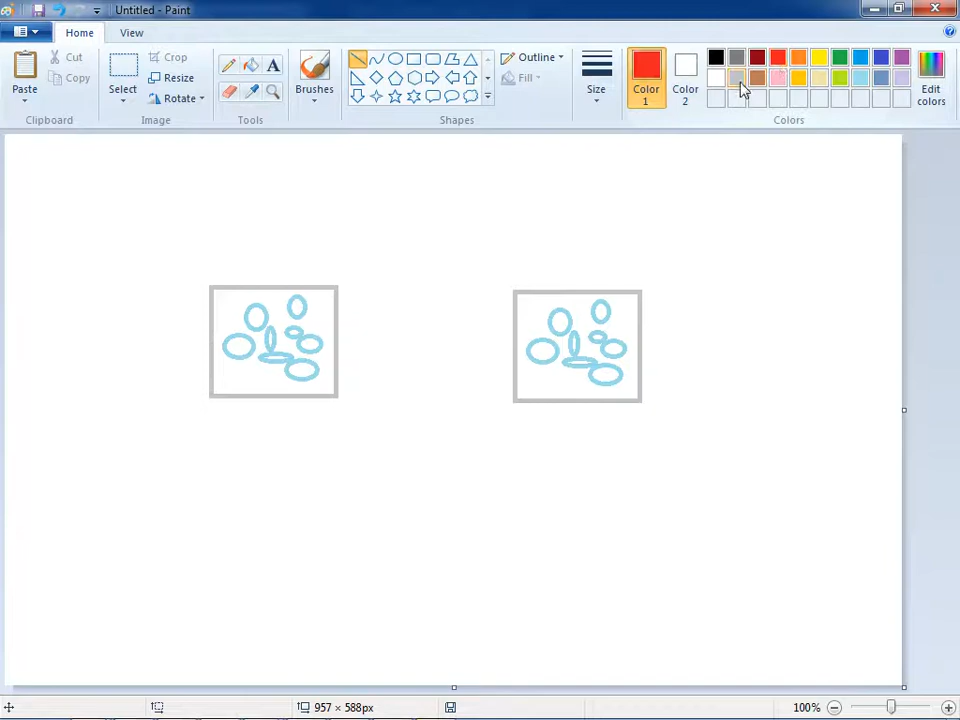 Untitled - Paint
Home View
Paste
Cut
Copy
Clipboard
Select
Crop
Resize
Rotate
Image
A
Tools
Brushes
Outline
Fill
Shapes
Size
Color 1
Color 2
Edit colors
Colors
957 × 588px
100%